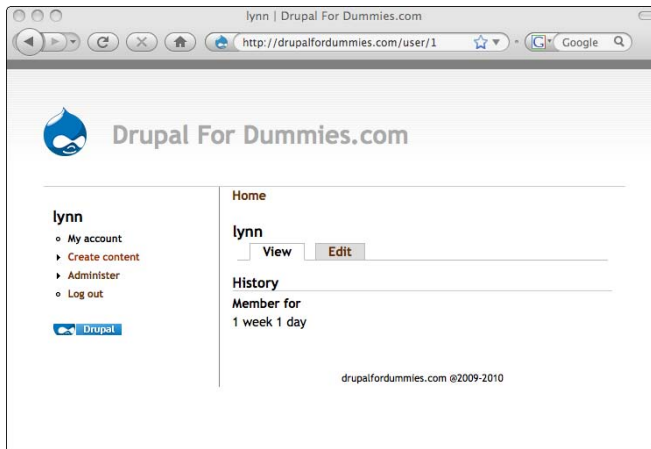 lynn | Drupal For Dummies.com
http://drupalfordummies.com/user/1
G
Google
Drupal For Dummies.com
lynn
My account
Create content
Administer
Log out
Drupal
Home
lynn
View
Edit
History
Member for
1 week 1 day
drupalfordummies.com @2009-2010